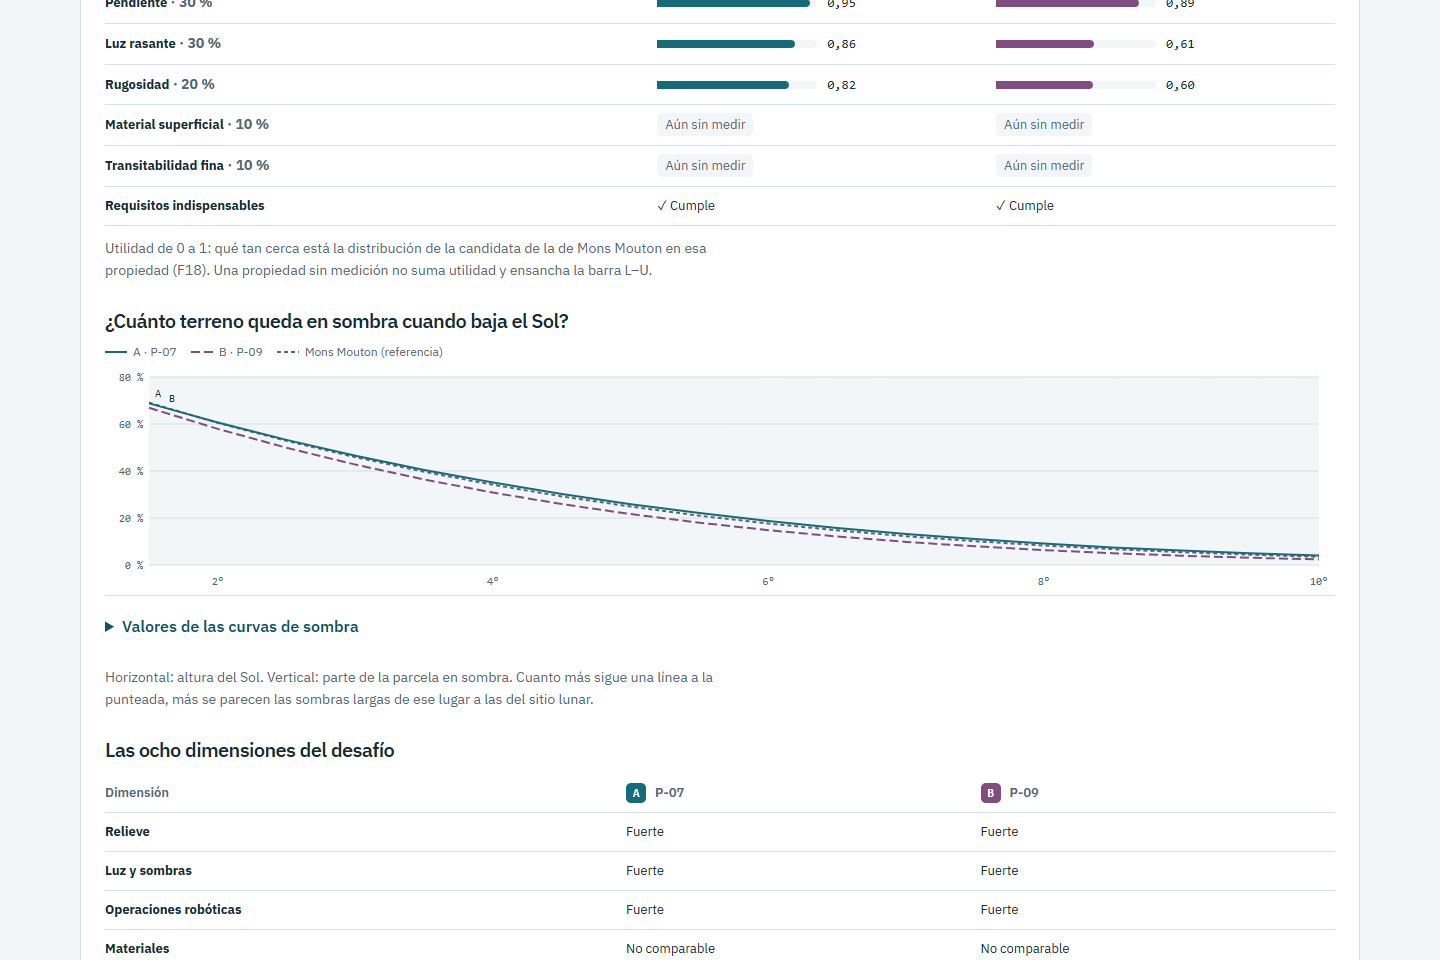 Pendiente · 30 % 0,95 0,89
Luz rasante · 30 % 0,86 0,61
Rugosidad · 20 % 0,82 0,60
Material superficial · 10 % Aún sin medir Aún sin medir
Transitabilidad fina · 10 % Aún sin medir Aún sin medir
Requisitos indispensables ✓ Cumple ✓ Cumple
Utilidad de 0 a 1: qué tan cerca está la distribución de la candidata de la de Mons Mouton en esa
propiedad (F18). Una propiedad sin medición no suma utilidad y ensancha la barra L–U.
¿Cuánto terreno queda en sombra cuando baja el Sol?
A · P-07 B · P-09 Mons Mouton (referencia)
80 %
A B
60 %
40 %
20 %
0 %
2° 4° 6° 8° 10°
▶ Valores de las curvas de sombra
Horizontal: altura del Sol. Vertical: parte de la parcela en sombra. Cuanto más sigue una línea a la
punteada, más se parecen las sombras largas de ese lugar a las del sitio lunar.
Las ocho dimensiones del desafío
Dimensión A P-07 B P-09
Relieve Fuerte Fuerte
Luz y sombras Fuerte Fuerte
Operaciones robóticas Fuerte Fuerte
Materiales No comparable No comparable